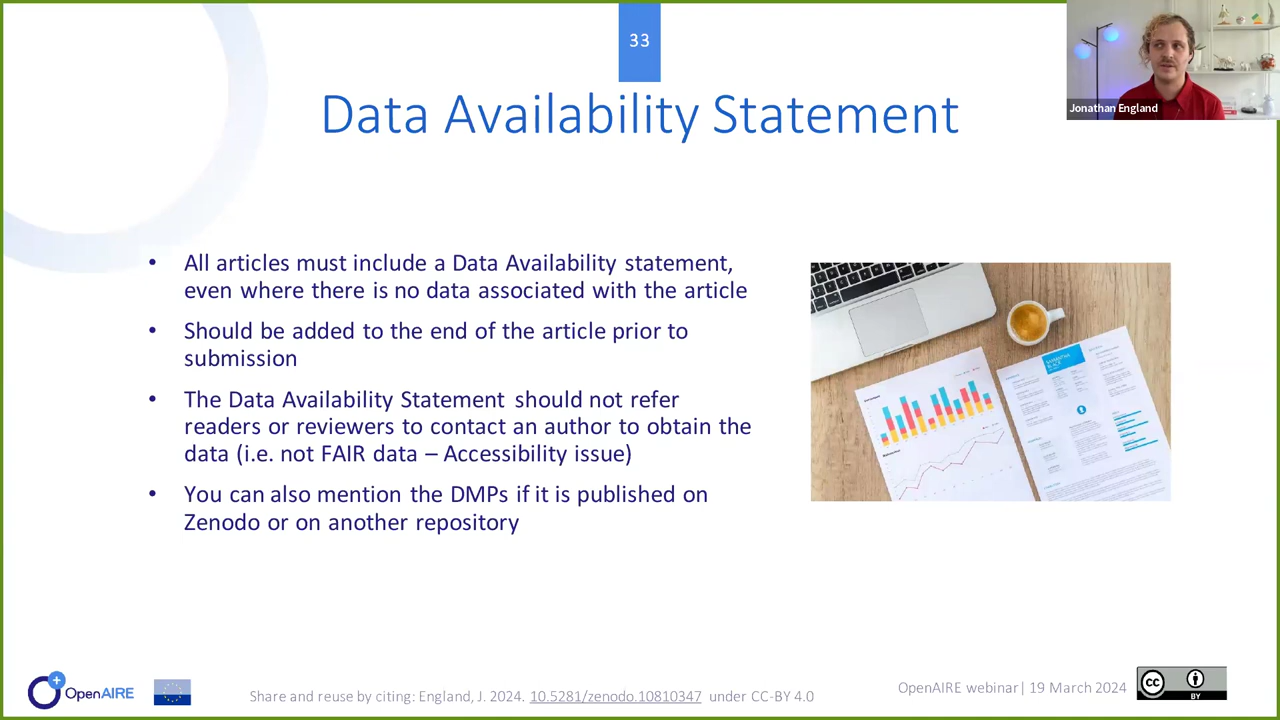 33
Data Availability Statement
Jonathan England
• All articles must include a Data Availability statement,
even where there is no data associated with the article
• Should be added to the end of the article prior to
submission
• The Data Availability Statement should not refer
readers or reviewers to contact an author to obtain the
data (i.e. not FAIR data – Accessibility issue)
• You can also mention the DMPs if it is published on
Zenodo or on another repository
OpenAIRE
Share and reuse by citing: England, J. 2024. 10.5281/zenodo.10810347 under CC-BY 4.0
OpenAIRE webinar| 19 March 2024
CC
BY